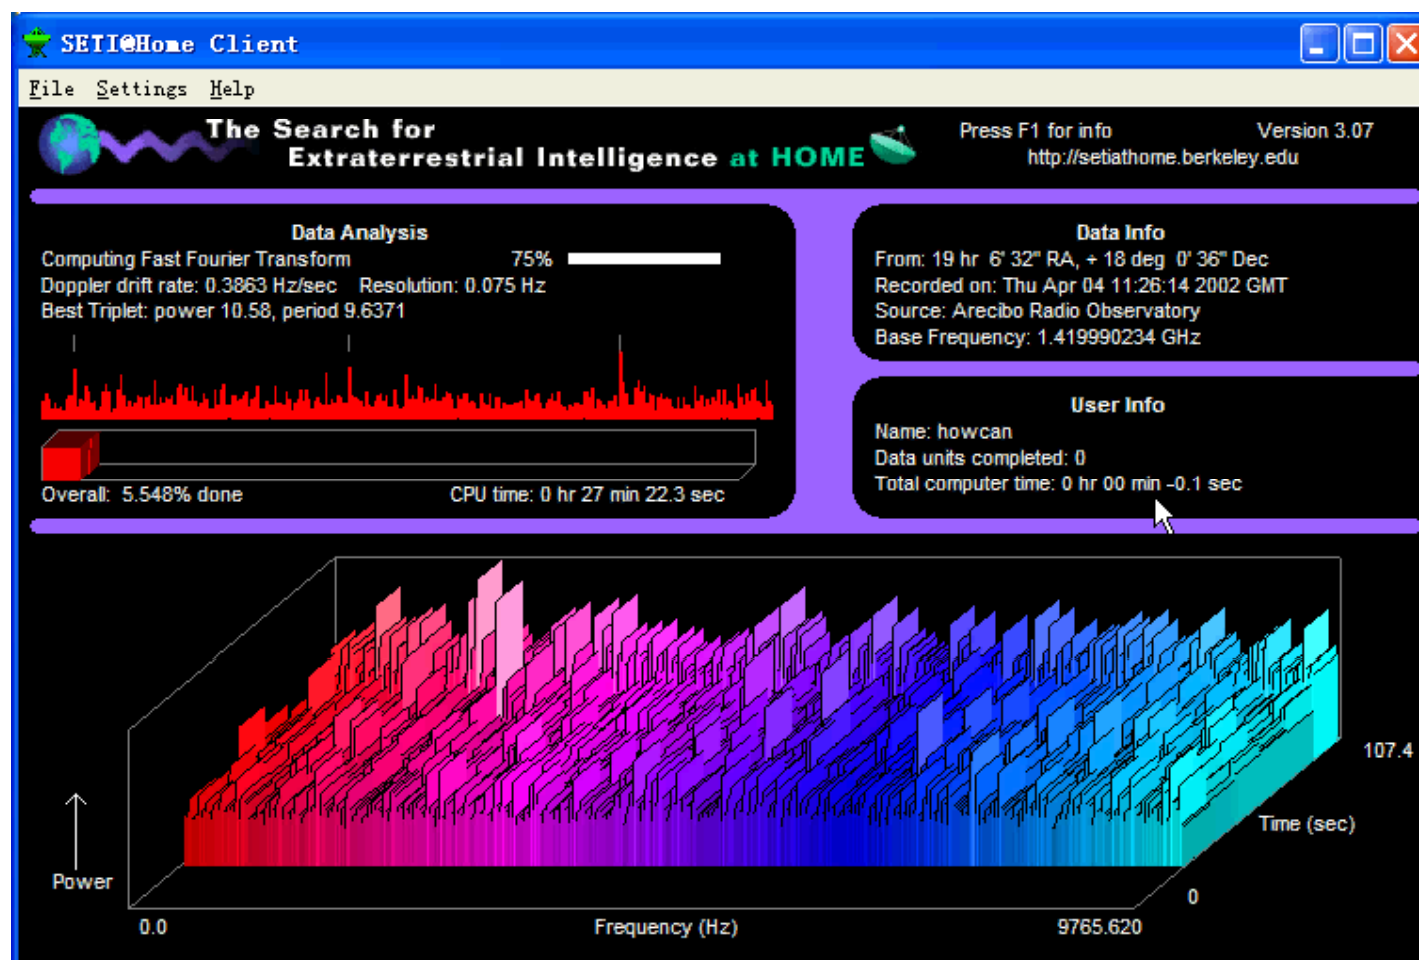 SETI@Home Client
File Settings Help
The Search for
Extraterrestrial Intelligence at HOME
Press F1 for info Version 3.07
http://setiathome.berkeley.edu
Data Analysis
Computing Fast Fourier Transform 75%
Doppler drift rate: 0.3863 Hz/sec Resolution: 0.075 Hz
Best Triplet: power 10.58, period 9.6371
Overall: 5.548% done CPU time: 0 hr 27 min 22.3 sec
Data Info
From: 19 hr 6' 32" RA, + 18 deg 0' 36" Dec
Recorded on: Thu Apr 04 11:26:14 2002 GMT
Source: Arecibo Radio Observatory
Base Frequency: 1.419990234 GHz
User Info
Name: howcan
Data units completed: 0
Total computer time: 0 hr 00 min -0.1 sec
107.4
Time (sec)
Power
0
0.0 Frequency (Hz) 9765.620